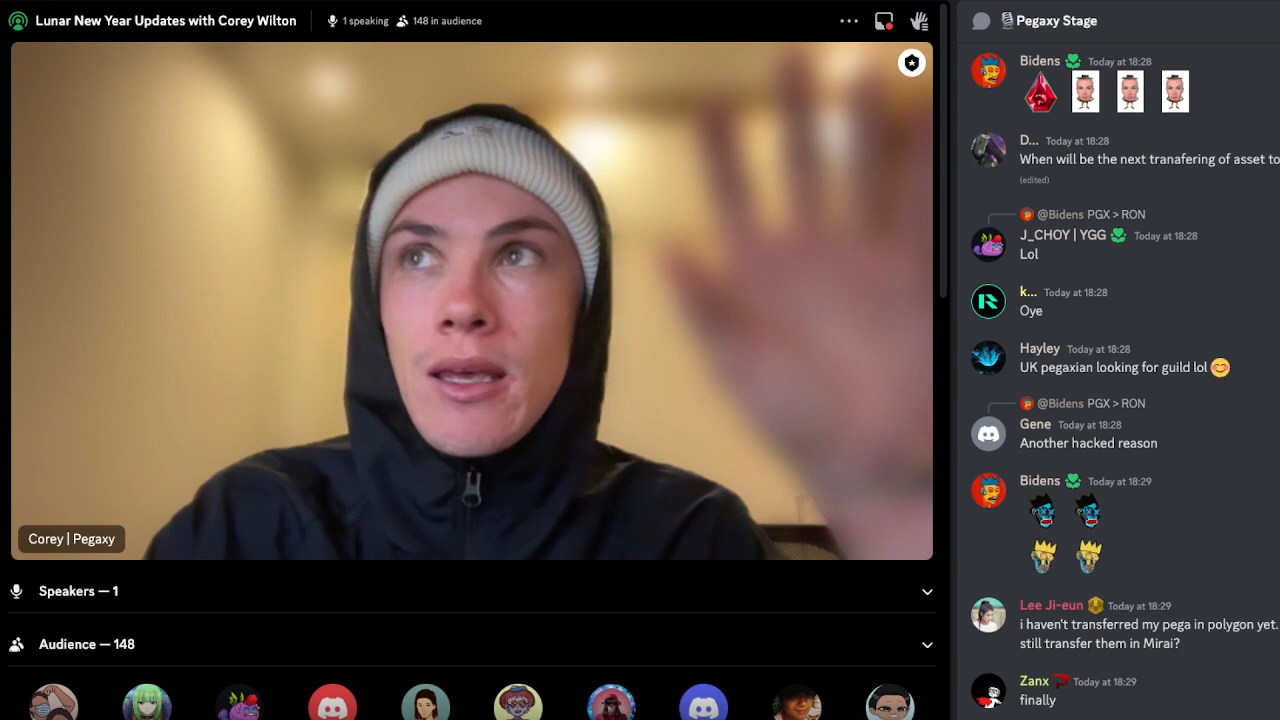 Lunar New Year Updates with Corey Wilton
1 speaking
148 in audience
Corey | Pegaxy
Speakers — 1
Audience — 148
Pegaxy Stage
Bidens Today at 18:28
D... Today at 18:28
When will be the next tranafering of asset to
(edited)
@Bidens PGX > RON
J_CHOY | YGG Today at 18:28
Lol
k... Today at 18:28
Oye
Hayley Today at 18:28
UK pegaxian looking for guild lol 😊
@Bidens PGX > RON
Gene Today at 18:28
Another hacked reason
Bidens Today at 18:29
Lee Ji-eun Today at 18:29
i haven't transferred my pega in polygon yet.
still transfer them in Mirai?
Zanx Today at 18:29
finally